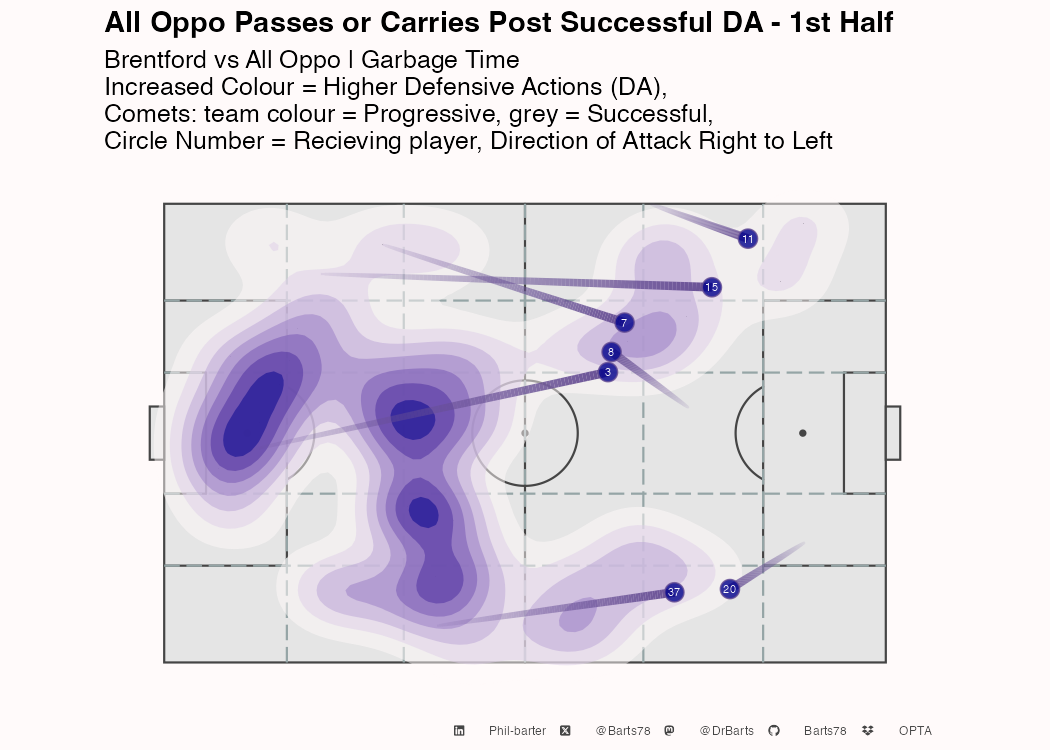 All Oppo Passes or Carries Post Successful DA - 1st Half
Brentford vs All Oppo | Garbage Time
Increased Colour = Higher Defensive Actions (DA),
Comets: team colour = Progressive, grey = Successful,
Circle Number = Recieving player, Direction of Attack Right to Left
11
15
7
8
3
37
20
Phil-barter @Barts78 @DrBarts Barts78 OPTA